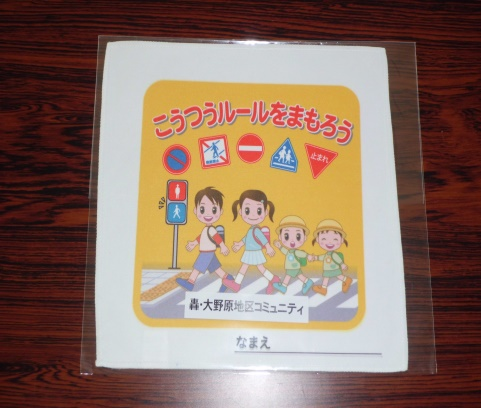 こうつうルールをまもろう
止まれ
轟・大野原地区コミュニティ
なまえ